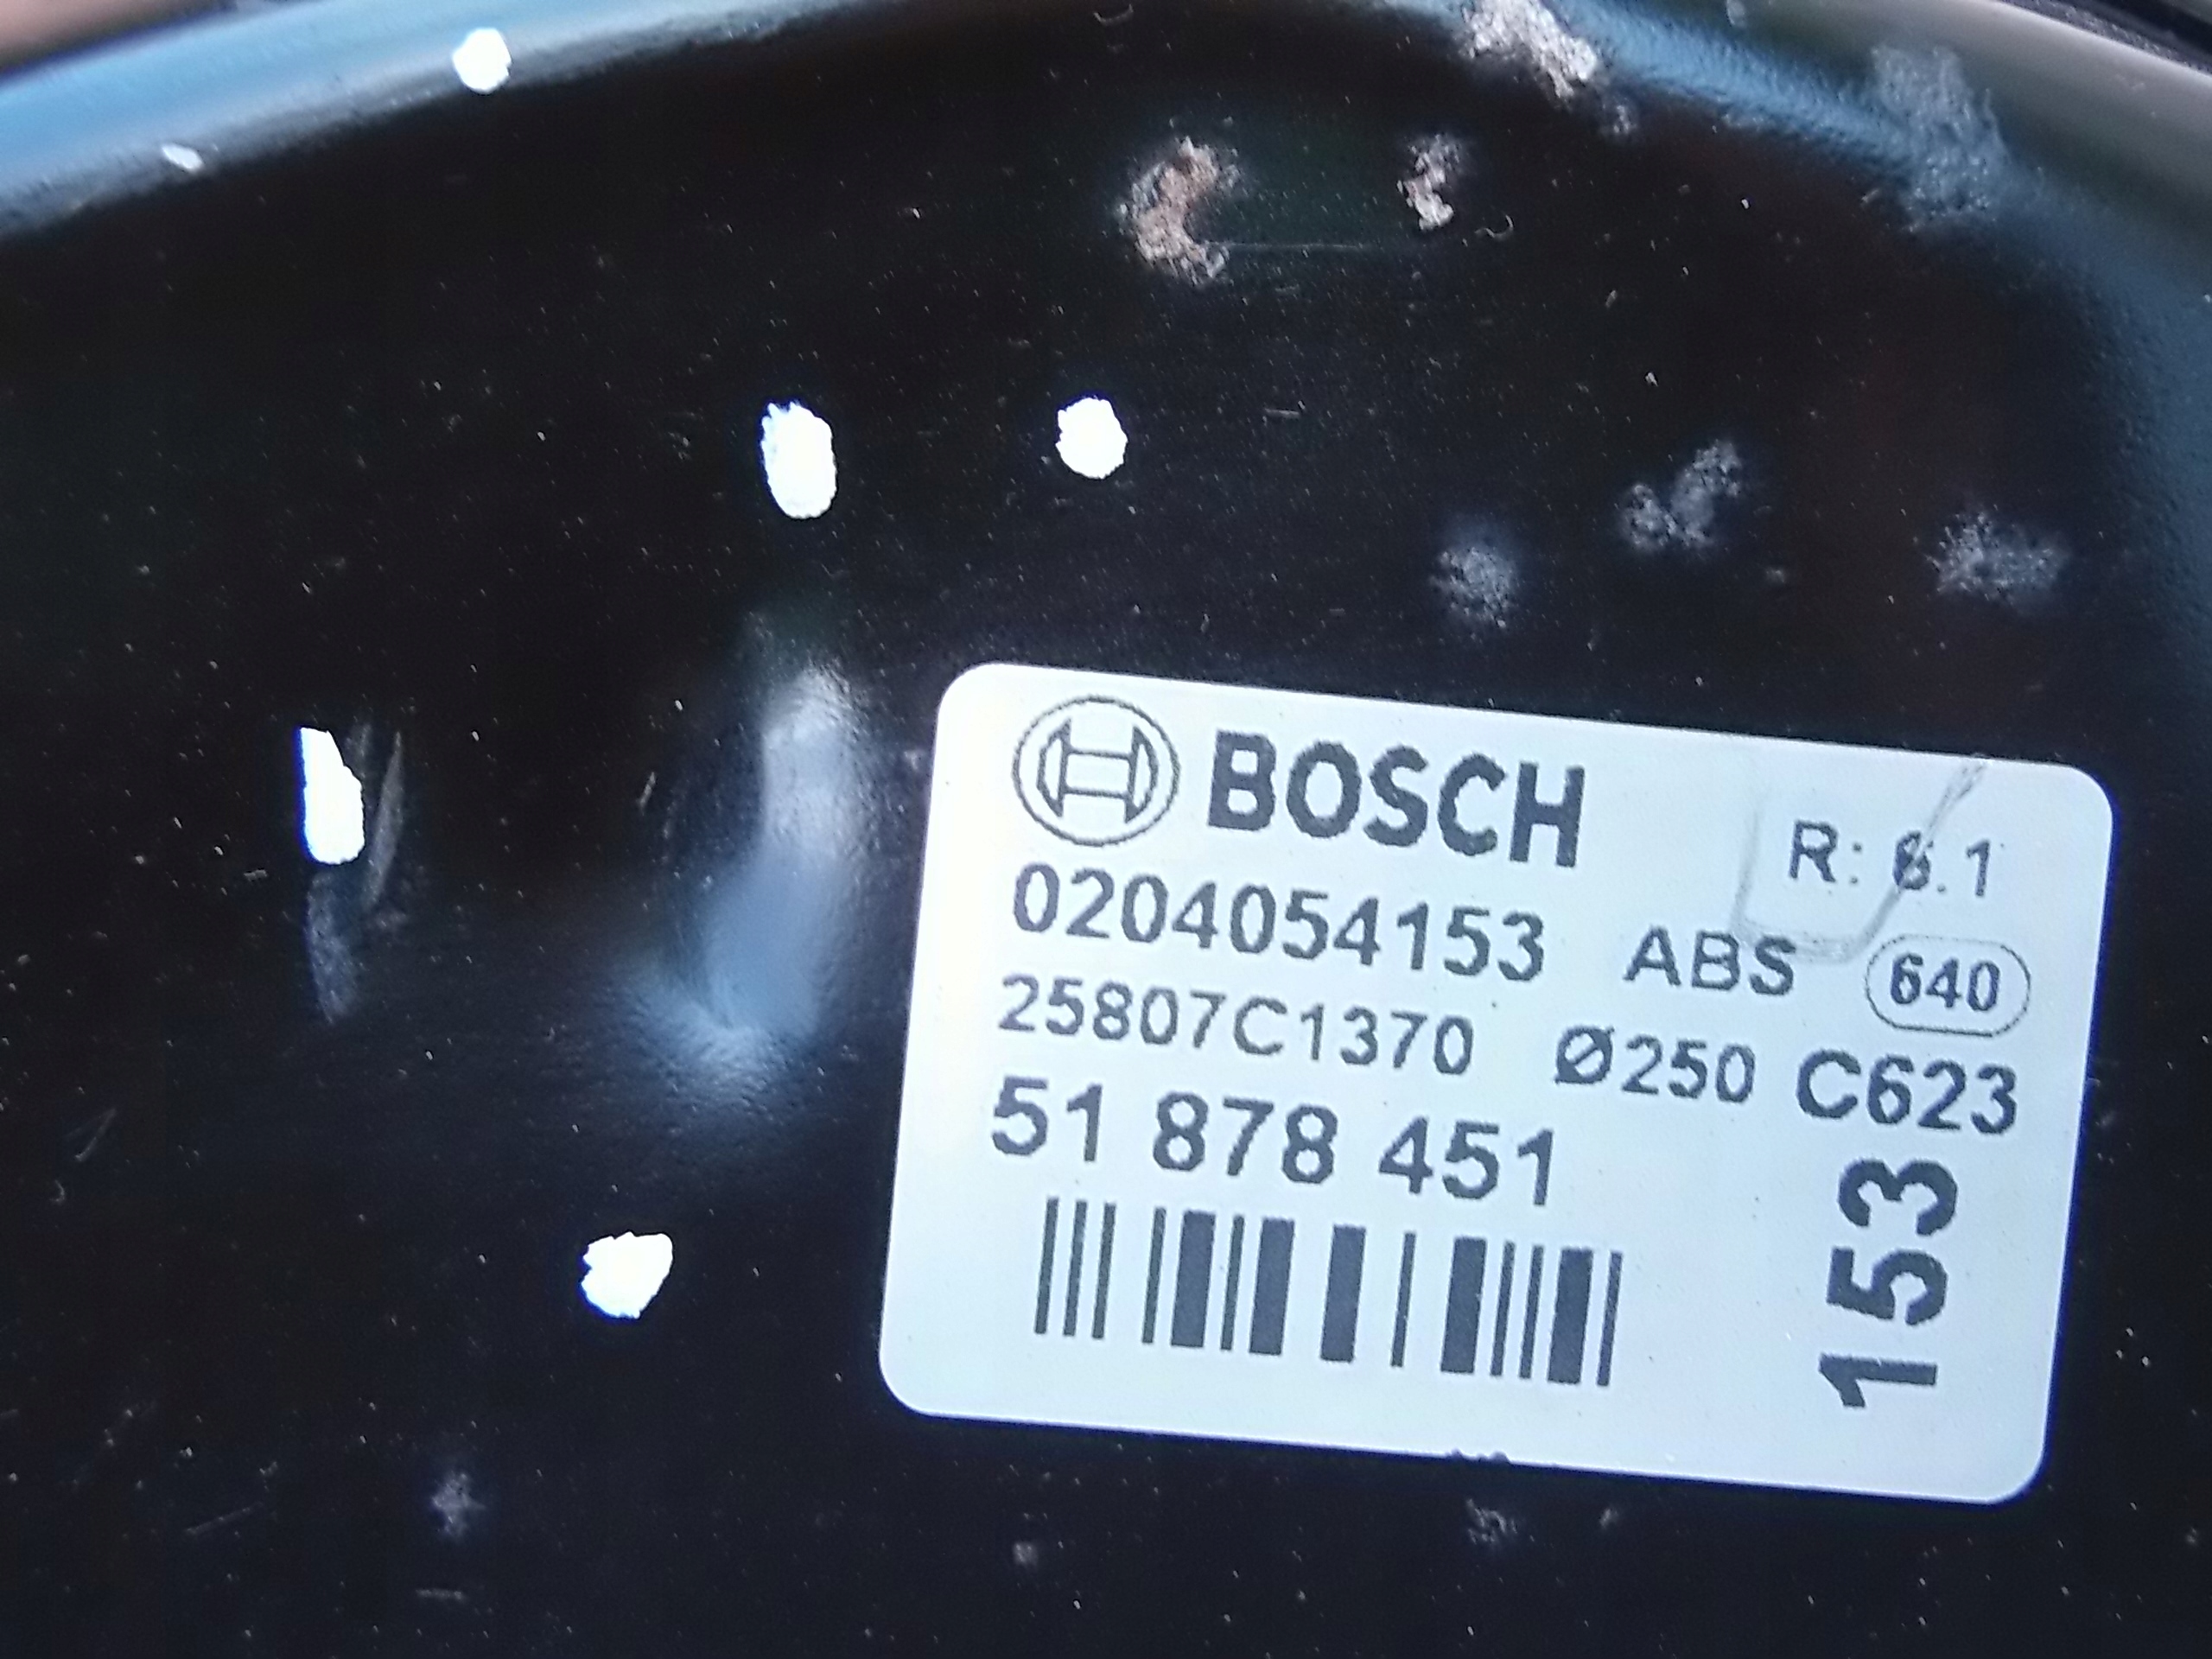 BOSCH R: 6.1
0204054153 ABS 640
25807C1370 Ø250 C623
51 878 451
153